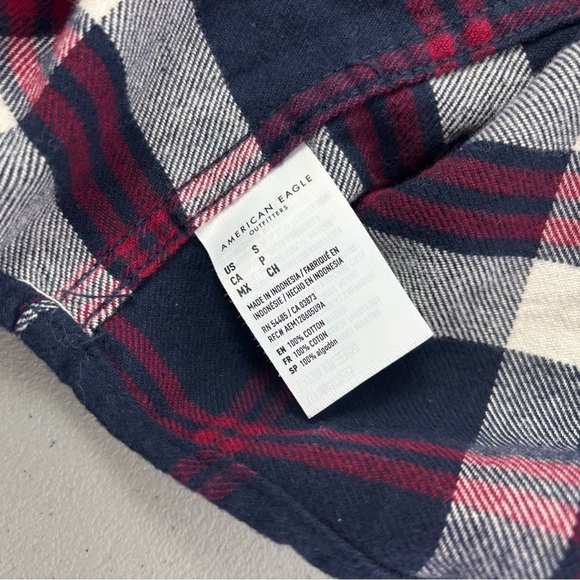 AMERICAN EAGLE
OUTFITTERS
US S
CA P
MX CH
MADE IN INDONESIA / FABRIQUÉ EN
INDONÉSIE / HECHO EN INDONESIA
RN 54485 / CA 03873
RFC# AEM120605U9A
EN 100% COTTON
FR 100% COTON
SP 100% algodón